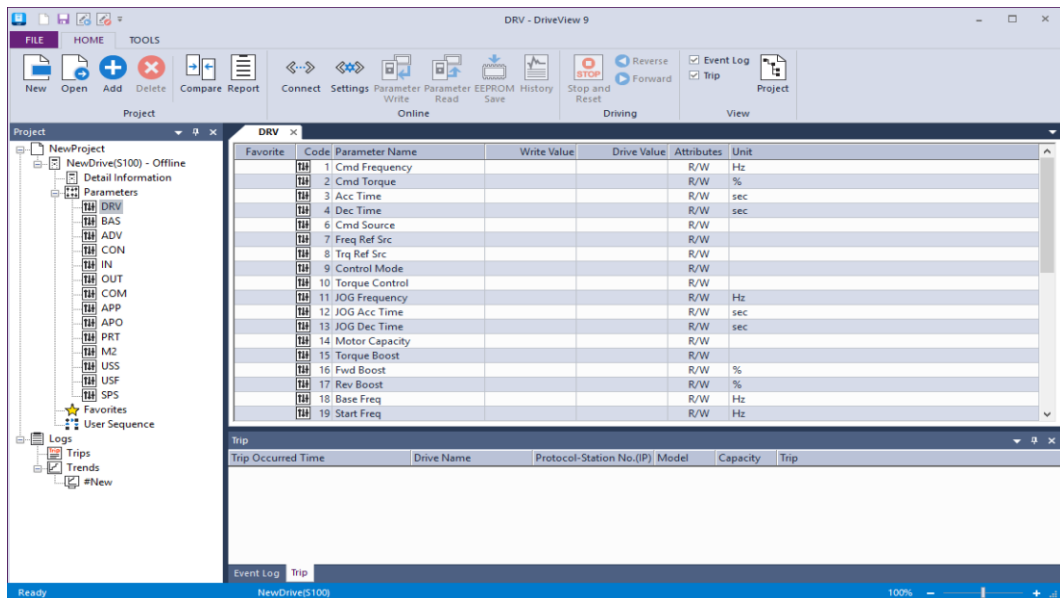 DRV - DriveView 9
FILE HOME TOOLS
New Open Add Delete Compare Report Connect Settings Parameter Write Parameter Read EEPROM Save History STOP Stop and Reset Reverse Forward Event Log Trip Project
Project Online Driving View
Project
NewProject
NewDrive(S100) - Offline
Detail Information
Parameters
DRV
BAS
ADV
CON
IN
OUT
COM
APP
APO
PRT
M2
USS
USF
SPS
Favorites
User Sequence
Logs
Trips
Trends
#New
DRV
Favorite Code Parameter Name Write Value Drive Value Attributes Unit
1 Cmd Frequency R/W Hz
2 Cmd Torque R/W %
3 Acc Time R/W sec
4 Dec Time R/W sec
6 Cmd Source R/W
7 Freq Ref Src R/W
8 Trq Ref Src R/W
9 Control Mode R/W
10 Torque Control R/W
11 JOG Frequency R/W Hz
12 JOG Acc Time R/W sec
13 JOG Dec Time R/W sec
14 Motor Capacity R/W
15 Torque Boost R/W
16 Fwd Boost R/W %
17 Rev Boost R/W %
18 Base Freq R/W Hz
19 Start Freq R/W Hz
Trip
Trip Occurred Time Drive Name Protocol-Station No.(IP) Model Capacity Trip
Event Log Trip
Ready NewDrive(S100) 100%